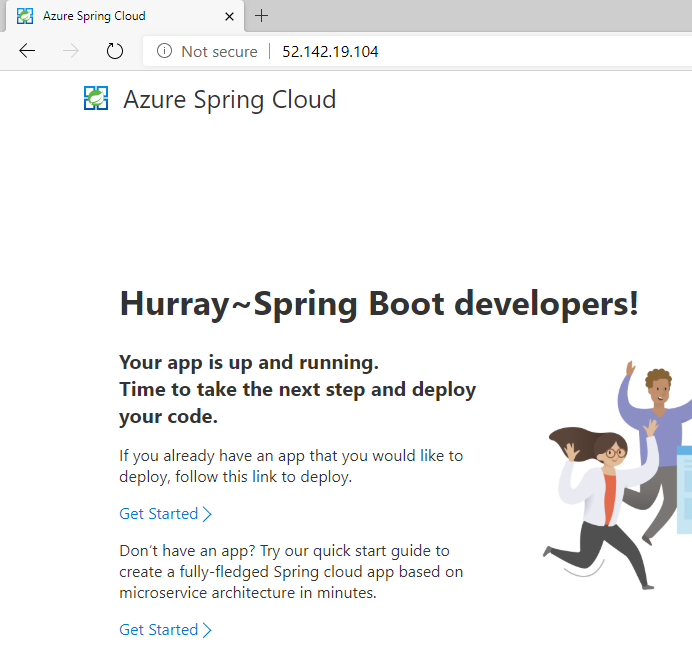 Azure Spring Cloud
Not secure 52.142.19.104
Azure Spring Cloud
Hurray~Spring Boot developers!
Your app is up and running.
Time to take the next step and deploy
your code.
If you already have an app that you would like to
deploy, follow this link to deploy.
Get Started
Don’t have an app? Try our quick start guide to
create a fully-fledged Spring cloud app based on
microservice architecture in minutes.
Get Started